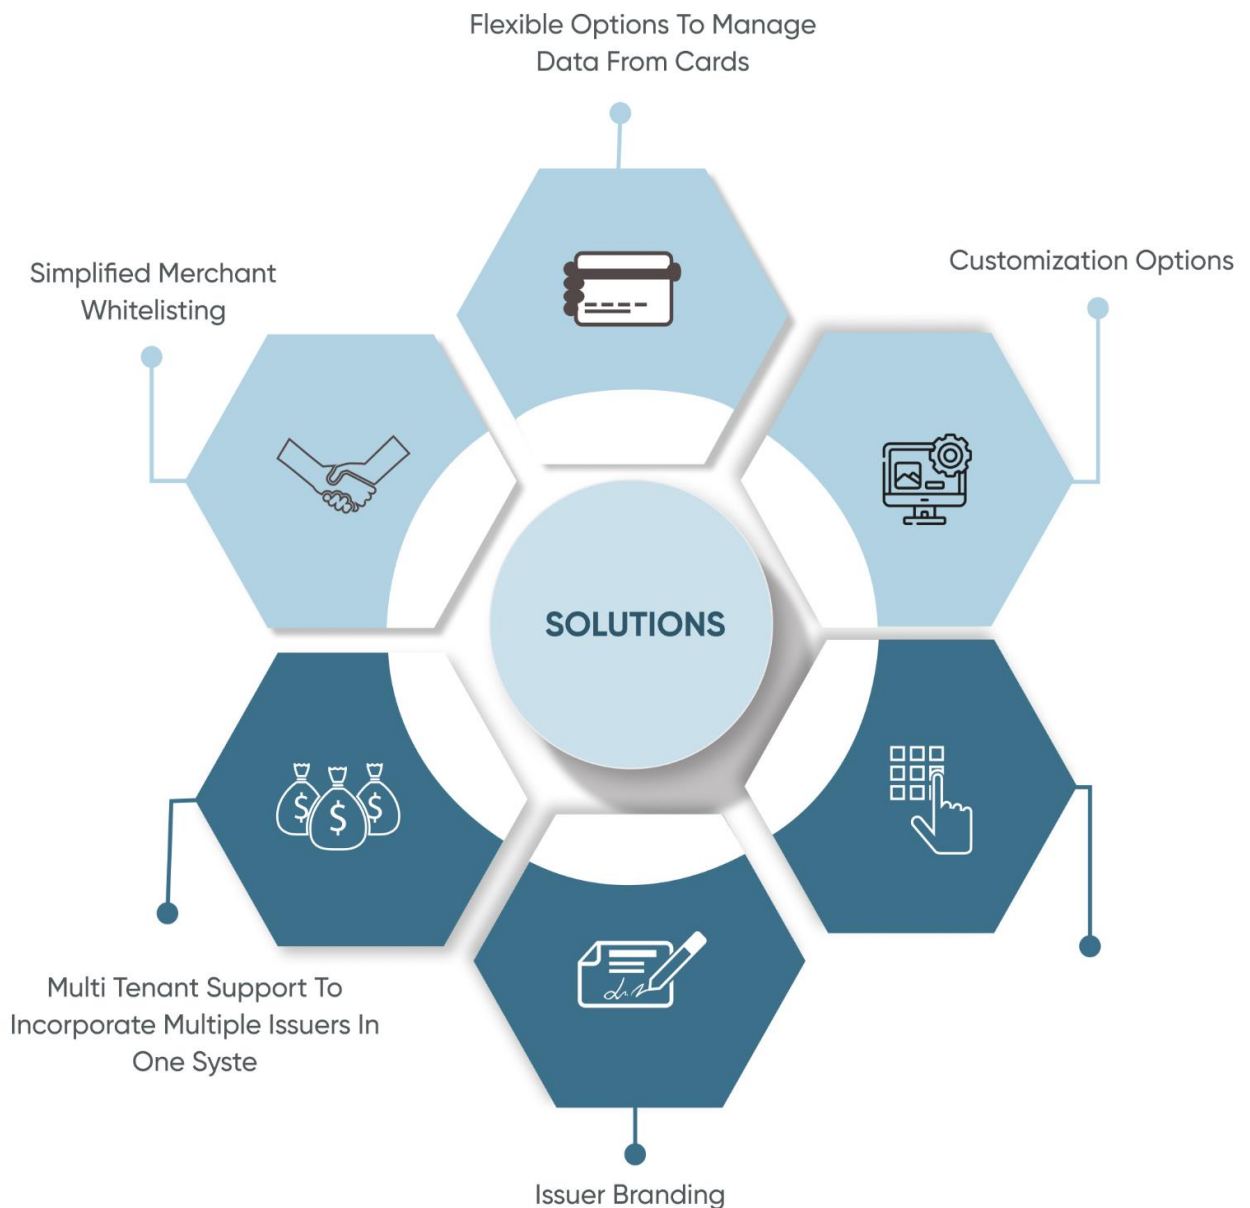 Flexible Options To Manage
Data From Cards
Simplified Merchant
Whitelisting
Customization Options
SOLUTIONS
$ $ $
Multi Tenant Support To
Incorporate Multiple Issuers In
One Syste
Issuer Branding